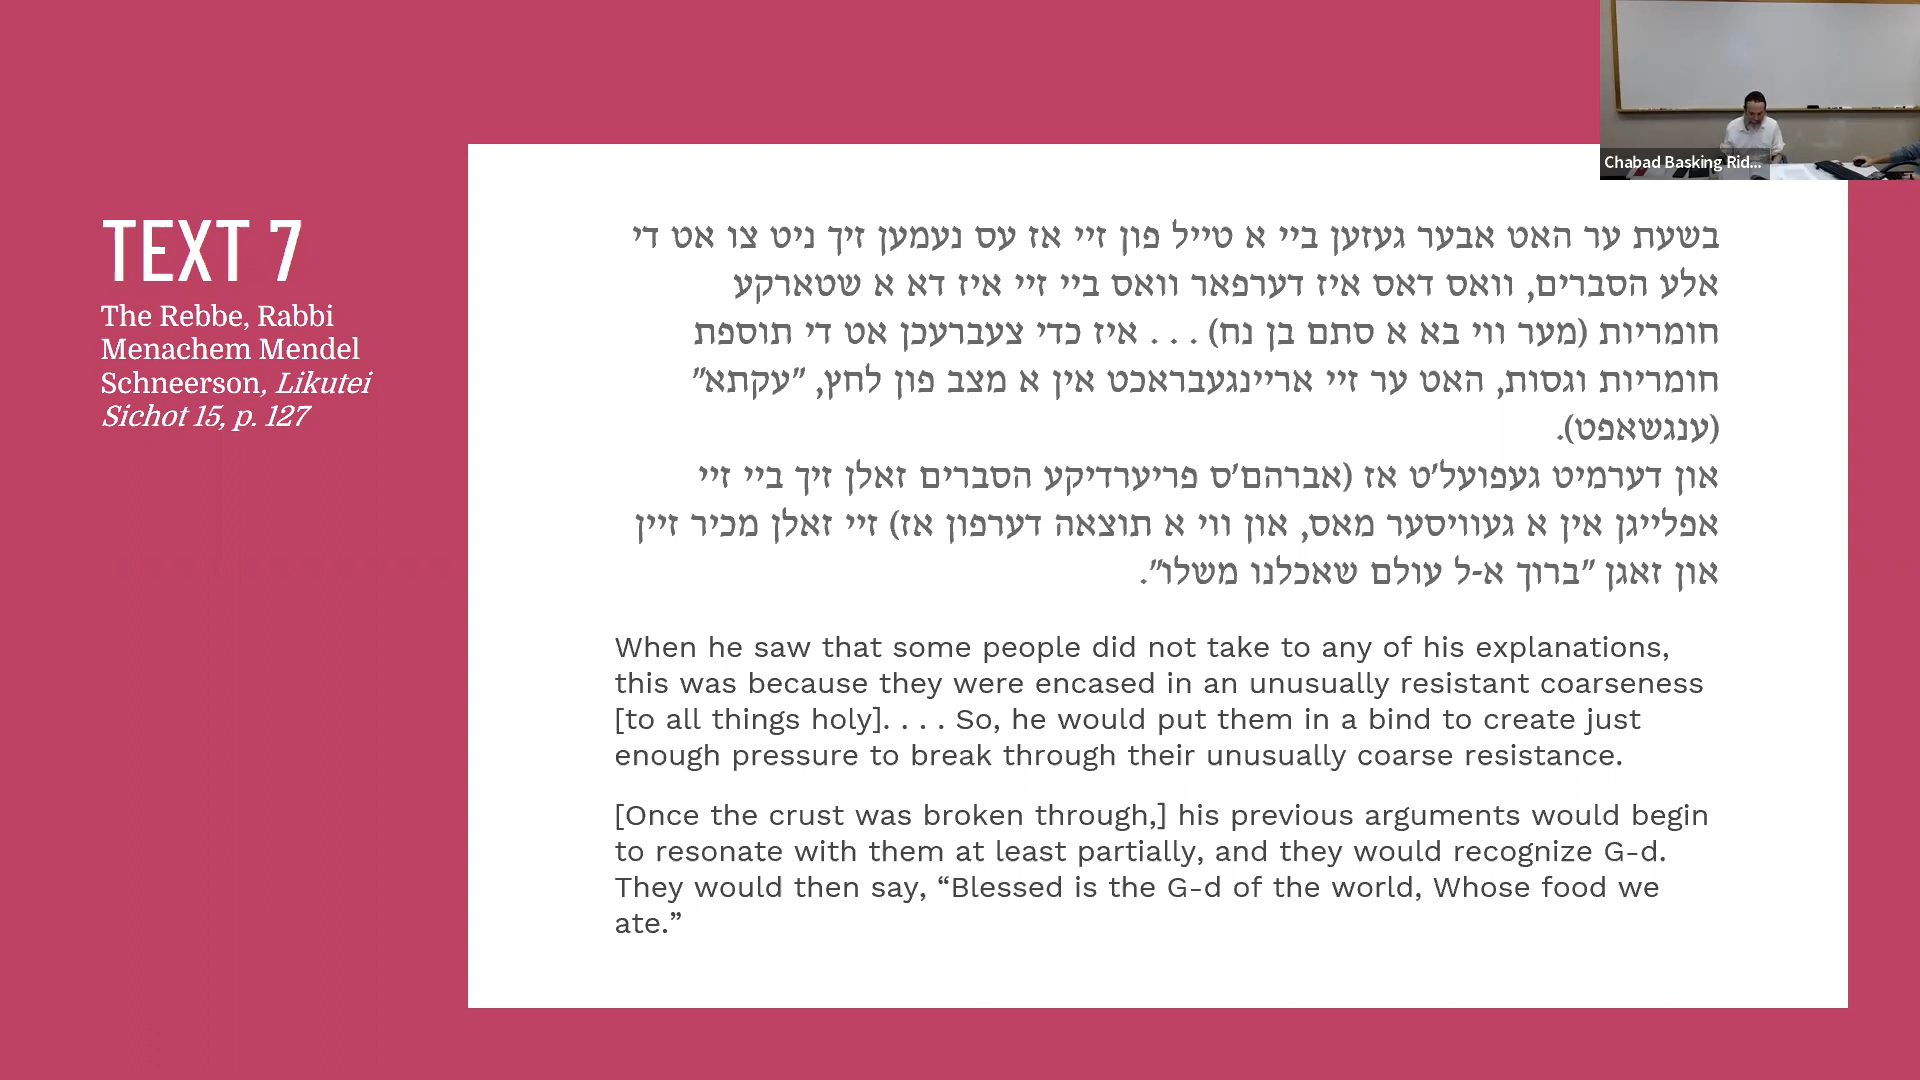 TEXT 7
The Rebbe, Rabbi
Menachem Mendel
Schneerson, Likutei
Sichot 15, p. 127
בשעת ער האט אבער געזען ביי א טייל פון זיי אז עס נעמען זיך ניט צו אט די
אלע הסברים, וואס דאס איז דערפאר וואס ביי זיי איז דא א שטארקע
חומריות (מער ווי בא א סתם בן נח) . . . איז כדי צעברעכן אט די תוספת
חומריות וגסות, האט ער זיי אריינגעבראכט אין א מצב פון לחץ, "עקתא"
(ענגשאפט).
און דערמיט געפועל'ט אז (אברהם'ס פריערדיקע הסברים זאלן זיך ביי זיי
אפלייגן אין א געוויסער מאס, און ווי א תוצאה דערפון אז) זיי זאלן מכיר זיין
און זאגן "ברוך א-ל עולם שאכלנו משלו".
When he saw that some people did not take to any of his explanations,
this was because they were encased in an unusually resistant coarseness
[to all things holy]. . . . So, he would put them in a bind to create just
enough pressure to break through their unusually coarse resistance.
[Once the crust was broken through,] his previous arguments would begin
to resonate with them at least partially, and they would recognize G-d.
They would then say, “Blessed is the G-d of the world, Whose food we
ate.”
Chabad Basking Rid...